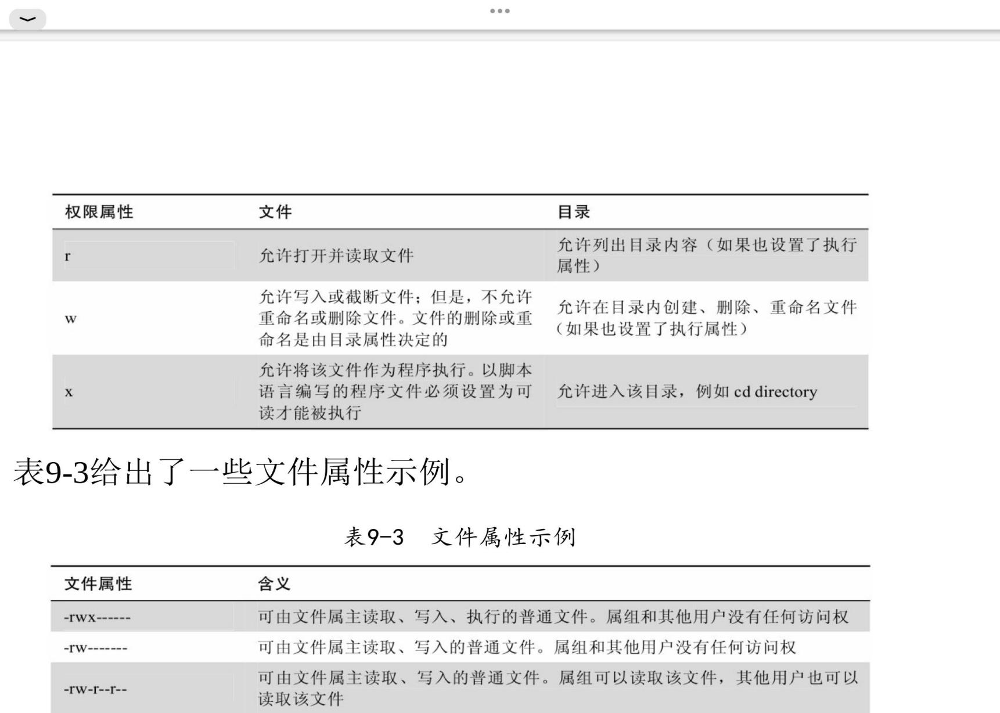 权限属性 文件 目录
r 允许打开并读取文件 允许列出目录内容（如果也设置了执行
属性）
w 允许写入或截断文件；但是，不允许
重命名或删除文件。文件的删除或重
命名是由目录属性决定的
允许在目录内创建、删除、重命名文件
（如果也设置了执行属性）
x 允许将该文件作为程序执行。以脚本
语言编写的程序文件必须设置为可
读才能被执行
允许进入该目录，例如 cd directory
表9-3给出了一些文件属性示例。
表9-3 文件属性示例
文件属性 含义
-rwx------ 可由文件属主读取、写入、执行的普通文件。属组和其他用户没有任何访问权
-rw------- 可由文件属主读取、写入的普通文件。属组和其他用户没有任何访问权
-rw-r--r-- 可由文件属主读取、写入的普通文件。属组可以读取该文件，其他用户也可以
读取该文件